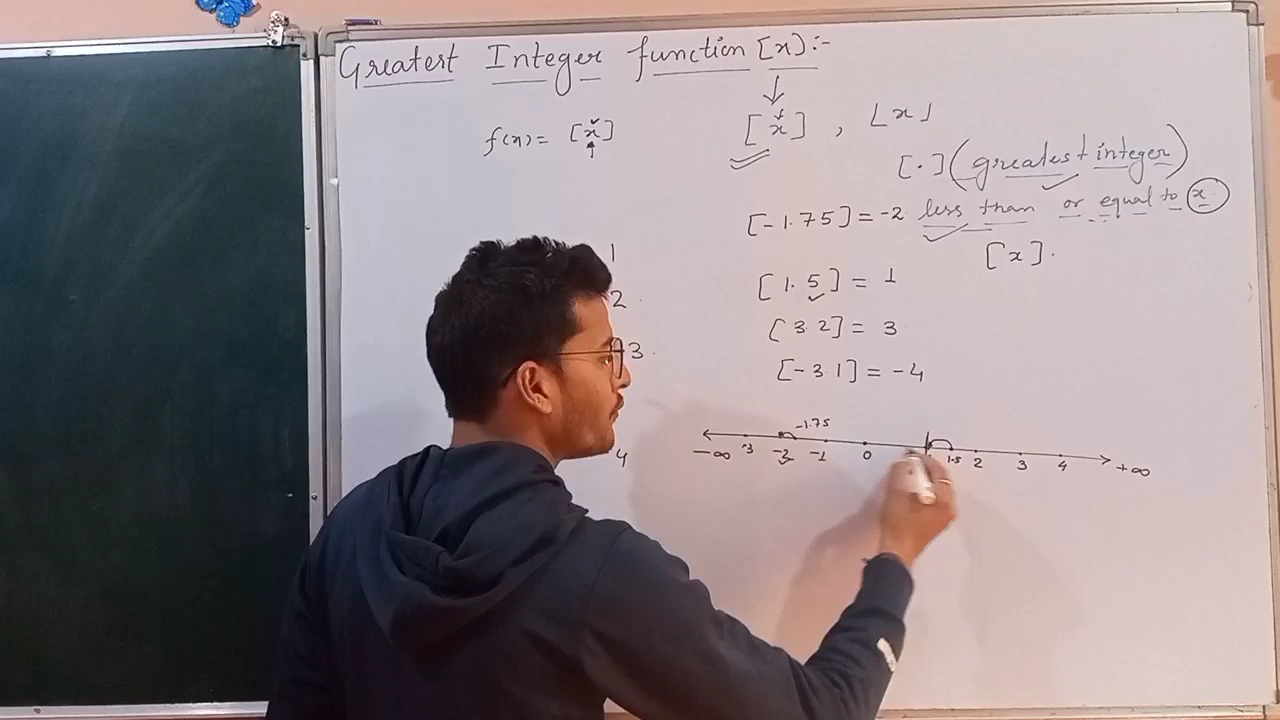 Greatest Integer function [x]:-
f(x) = [x]
[x] , ⌊x⌋
[.] (greatest integer)
[-1.75] = -2 less than or equal to x.
[x].
1
[1.5] = 1
2
[3.2] = 3
3.
[-3.1] = -4
-1.75
-∞ -3 -2 -1 0 1.5 2 3 4 +∞
4